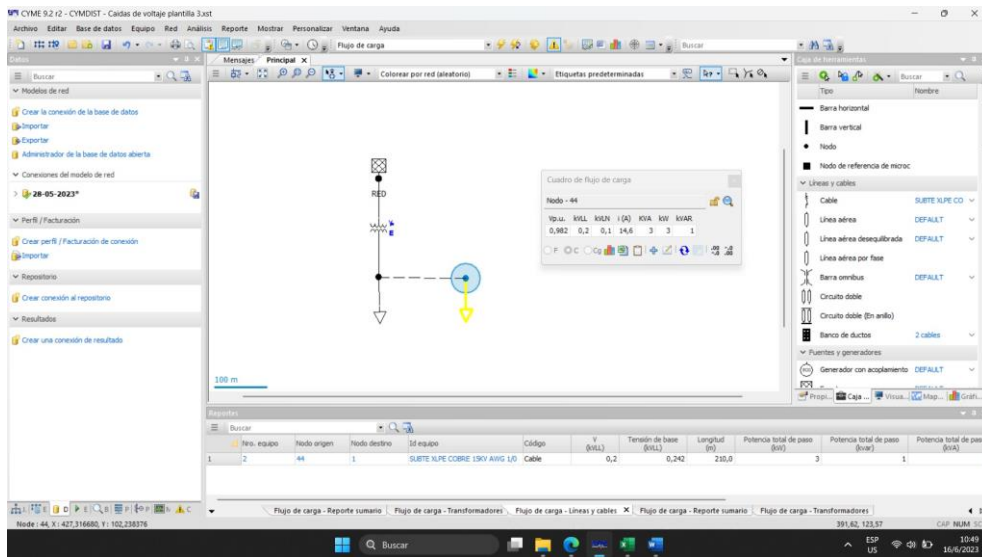 CYME 9.2 r2 - CYMDIST - Caidas de voltaje plantilla 3.xst
Archivo Editar Base de datos Equipo Red Análisis Reporte Mostrar Personalizar Ventana Ayuda
Flujo de carga
Buscar
Datos
Buscar
Modelos de red
Crear la conexión de la base de datos
Importar
Exportar
Administrador de la base de datos abierta
Conexiones del modelo de red
28-05-2023*
Perfil / Facturación
Crear perfil / Facturación de conexión
Importar
Repositorio
Crear conexión al repositorio
Resultados
Crear una conexión de resultado
Mensajes Principal X
Colorear por red (aleatorio)
Etiquetas predeterminadas
RED
100 m
Cuadro de flujo de carga
Nodo - 44
Vp.u. kVLL kVLN i (A) KVA kW kVAR
0,982 0,2 0,1 14,6 3 3 1
Caja de herramientas
Buscar
Tipo Nombre
Barra horizontal
Barra vertical
Nodo
Nodo de referencia de microc
Líneas y cables
Cable SUBTE XLPE CO
Línea aérea DEFAULT
Línea aérea desequilibrada DEFAULT
Línea aérea por fase
Barra omnibus DEFAULT
Circuito doble
Circuito doble (En anillo)
Banco de ductos 2 cables
Fuentes y generadores
Generador con acoplamiento DEFAULT
Propi... Caja ... Visua... Map... Gráfi...
Reportes
Buscar
Nro. equipo Nodo origen Nodo destino Id equipo Código V (kVLL) Tensión de base (kVLL) Longitud (m) Potencia total de paso (kW) Potencia total de paso (kvar) Potencia total de pas (kVA)
1 2 44 1 SUBTE XLPE COBRE 15KV AWG 1/0 Cable 0,2 0,242 210,0 3 1
Flujo de carga - Reporte sumario Flujo de carga - Transformadores Flujo de carga - Líneas y cables X Flujo de carga - Reporte sumario Flujo de carga - Transformadores
Node : 44, X : 427,316680, Y : 102,238376
391,62, 123,57 CAP NUM SC
Buscar
ESP
US
10:49
16/6/2023